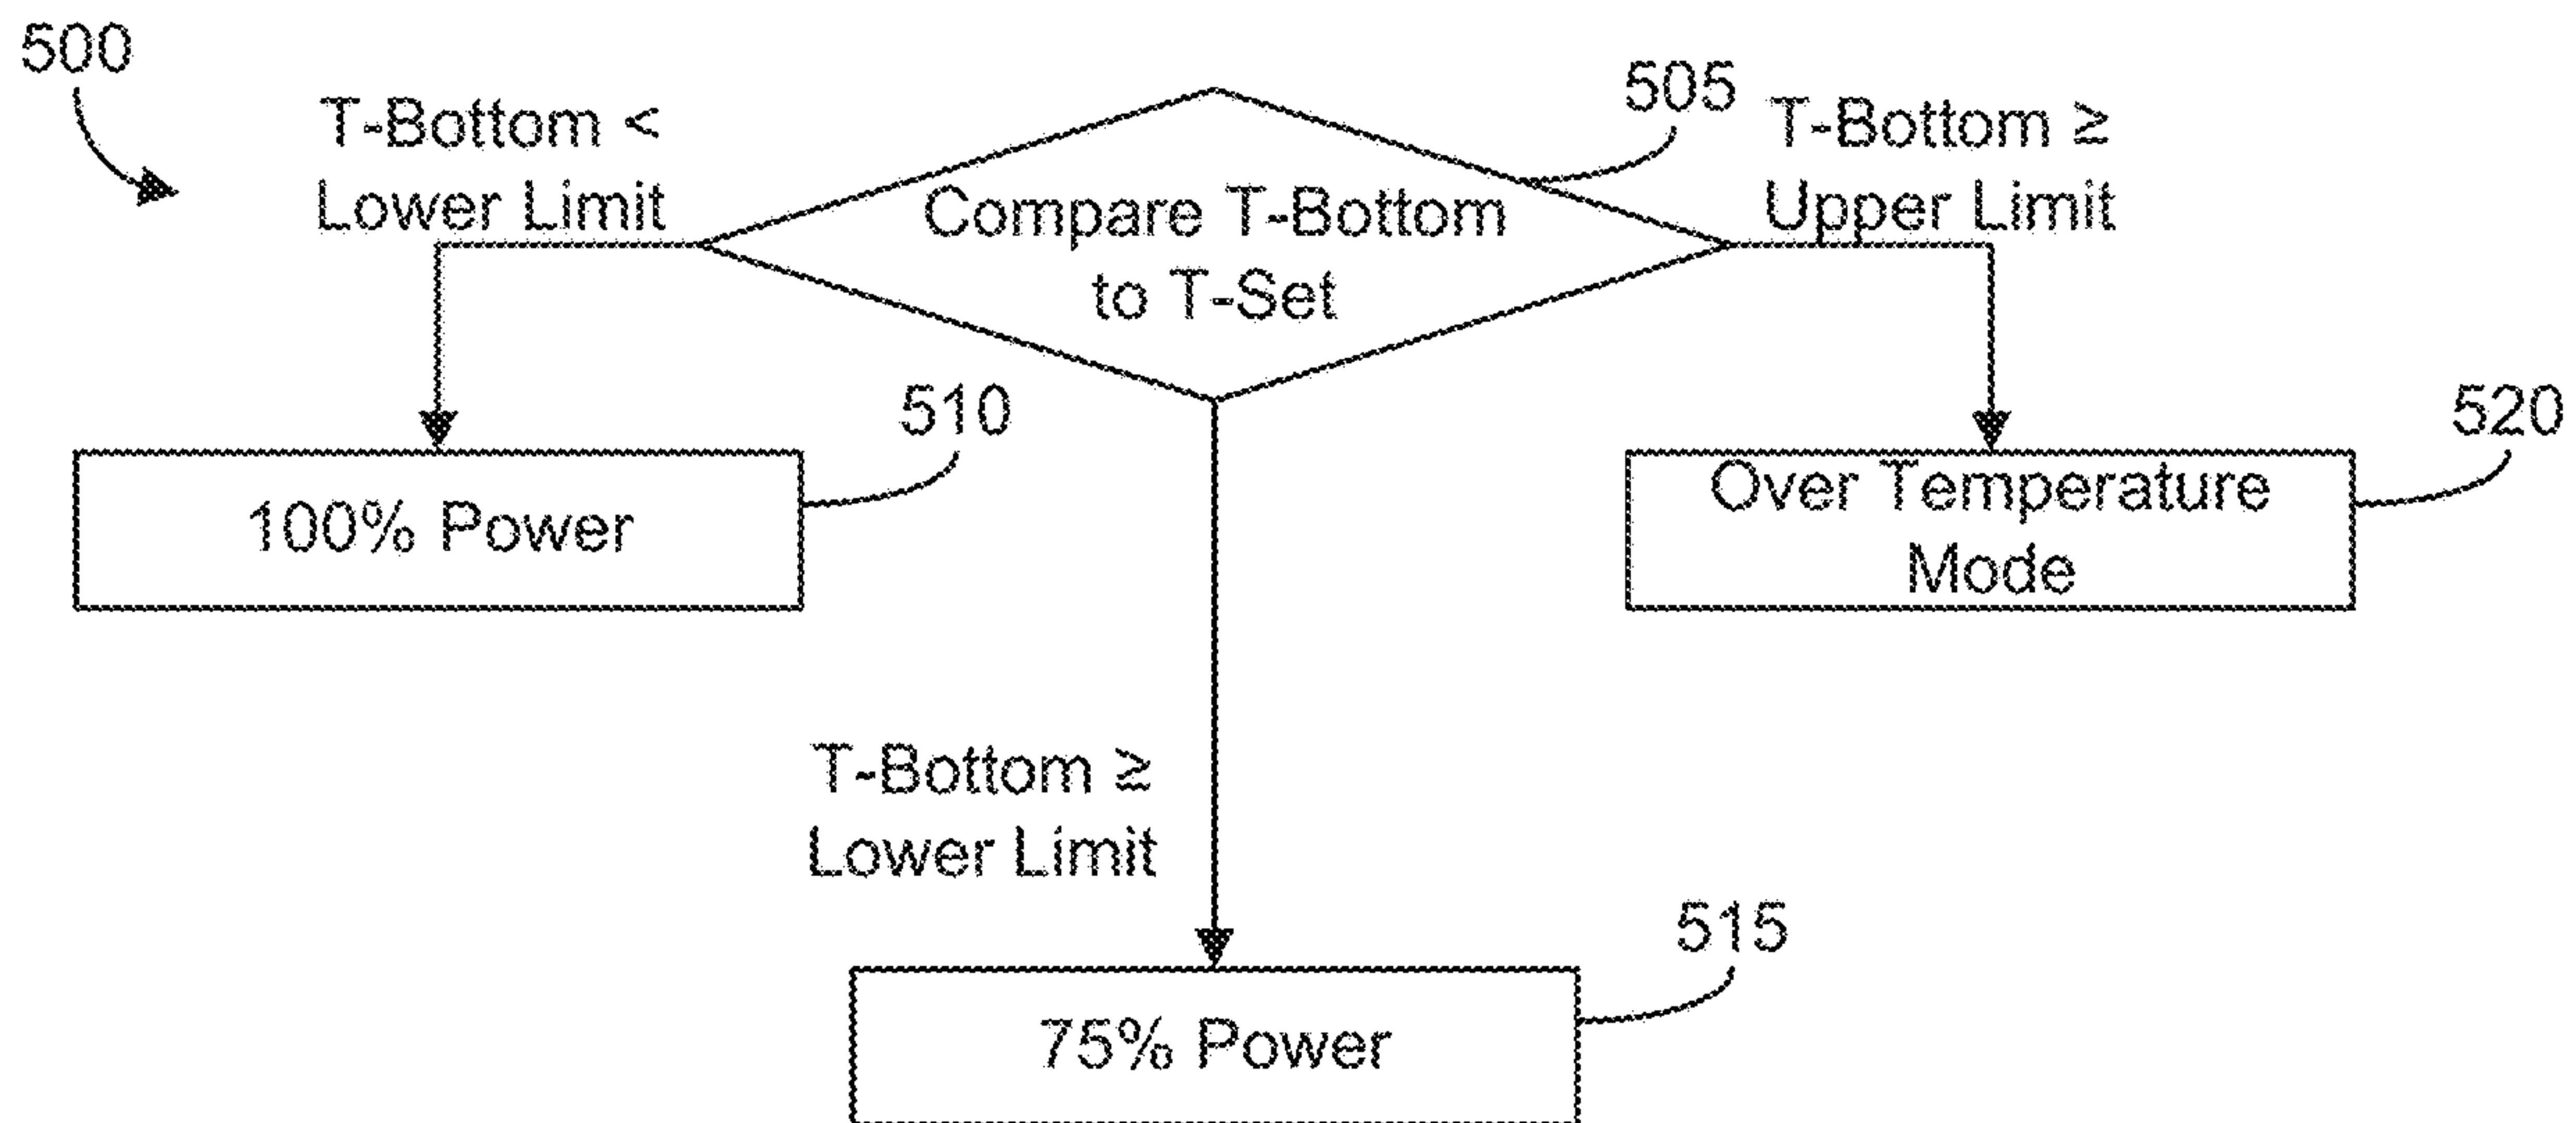 500
T-Bottom <
Lower Limit
505
T-Bottom ≥
Upper Limit
Compare T-Bottom
to T-Set
510
100% Power
520
Over Temperature
Mode
T-Bottom ≥
Lower Limit
515
75% Power